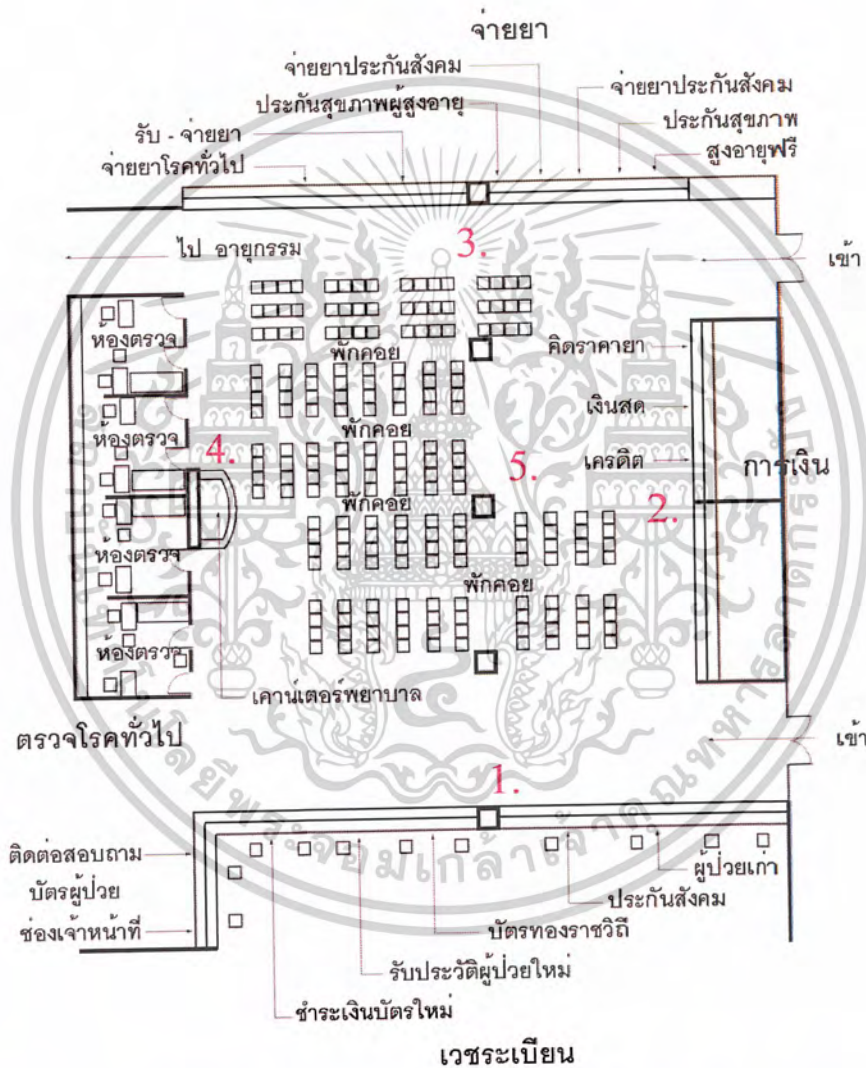 จ่ายยา
จ่ายยาประกันสังคม
จ่ายยาประกันสังคม
ประกันสุขภาพผู้สูงอายุ
ประกันสุขภาพ
รับ - จ่ายยา
สูงอายุฟรี
จ่ายยาโรคทั่วไป
3.
ไป อายุกรรม
เข้า
ห้องตรวจ
พักคอย
คิดราคายา
ห้องตรวจ
พักคอย
เงินสด
4.
5.
เครดิต
การเงิน
พักคอย
2.
ห้องตรวจ
พักคอย
ห้องตรวจ
เคาน์เตอร์พยาบาล
ตรวจโรคทั่วไป
เข้า
1.
ติดต่อสอบถาม
บัตรผู้ป่วย
ช่องเจ้าหน้าที่
ผู้ป่วยเก่า
ประกันสังคม
บัตรทองราชวิถี
รับประวัติผู้ป่วยใหม่
ชำระเงินบัตรใหม่
เวชระเบียน